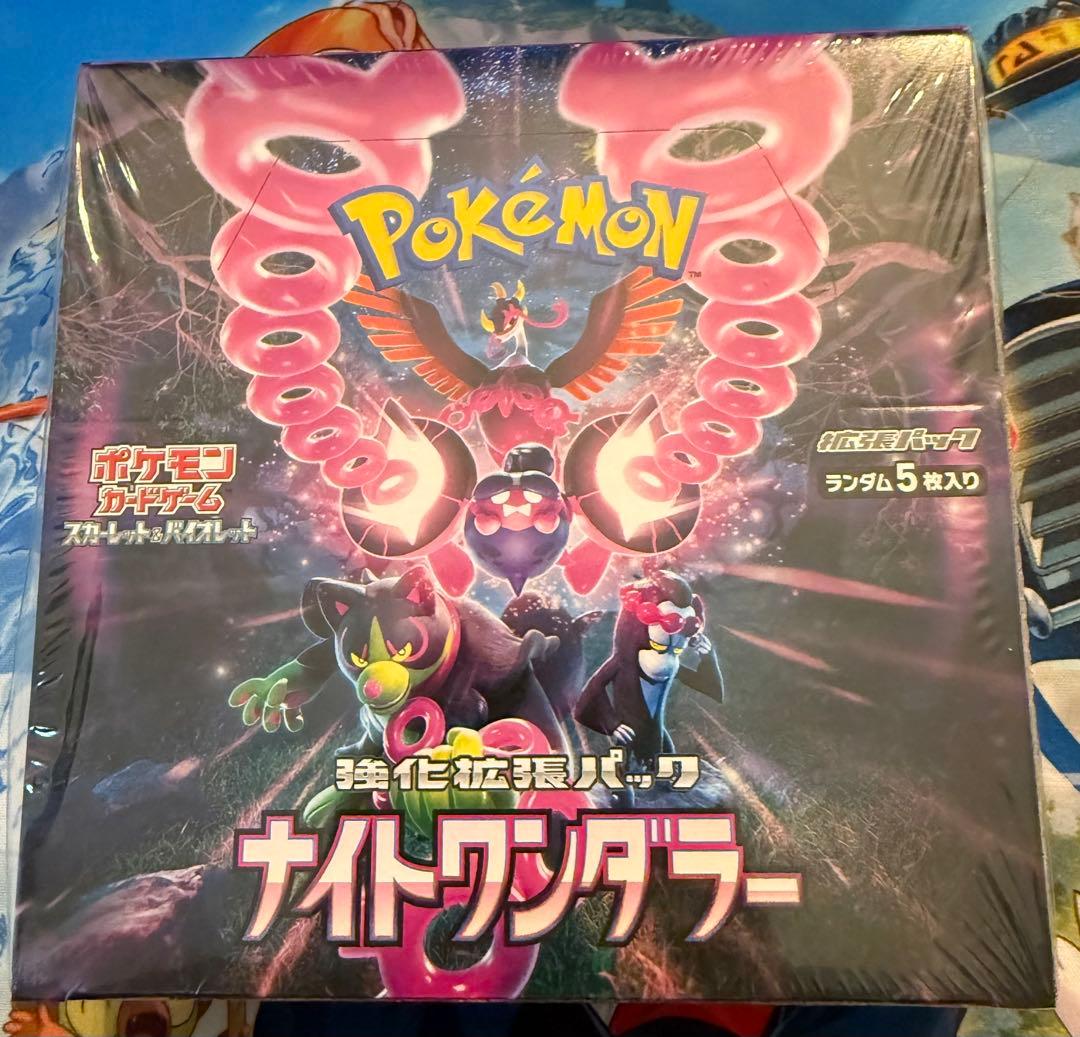 POKÉMON
TM
ポケモン
カードゲーム
スカーレット&バイオレット
拡張パック
ランダム5枚入り
強化拡張パック
ナイトワンダラー